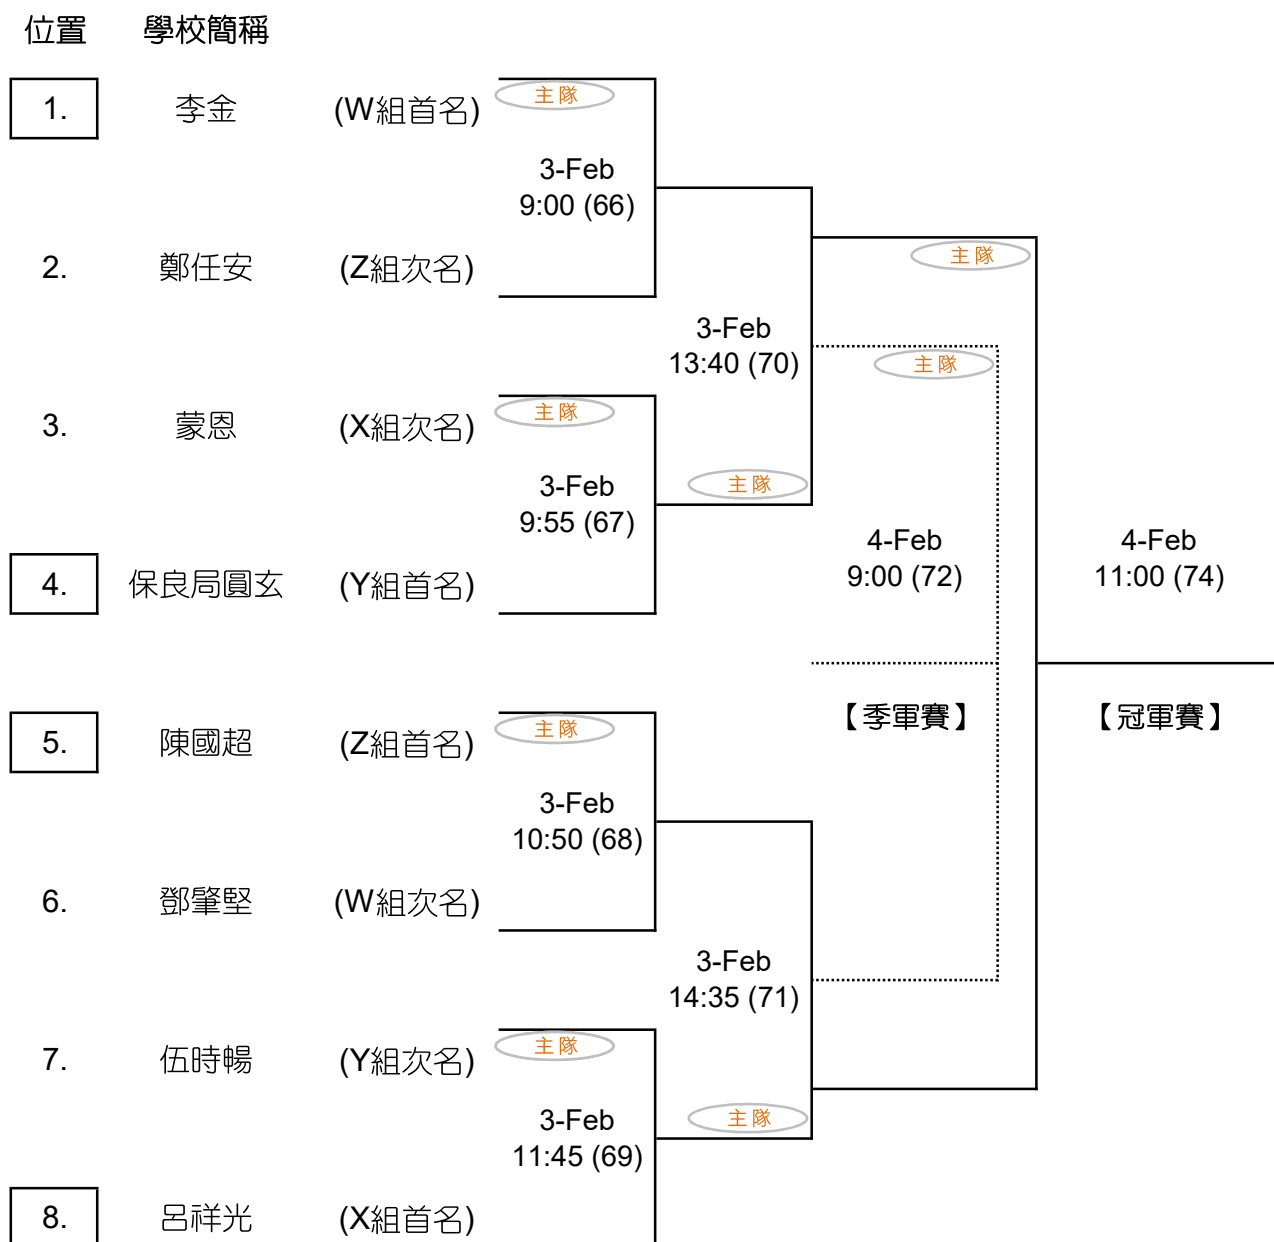 位置 學校簡稱
1. 李金 (W組首名) 主隊
3-Feb
9:00 (66)
主隊
2. 鄭任安 (Z組次名)
3-Feb
13:40 (70)
主隊
3. 蒙恩 (X組次名) 主隊
3-Feb
9:55 (67)
主隊
4-Feb
9:00 (72)
4-Feb
11:00 (74)
4. 保良局圓玄 (Y組首名)
【季軍賽】 【冠軍賽】
5. 陳國超 (Z組首名) 主隊
3-Feb
10:50 (68)
6. 鄧肇堅 (W組次名)
3-Feb
14:35 (71)
7. 伍時暢 (Y組次名) 主隊
3-Feb
11:45 (69)
主隊
8. 呂祥光 (X組首名)